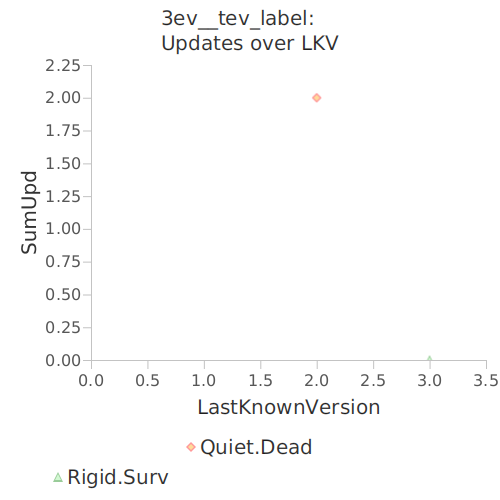 3ev__tev_label:
Updates over LKV
SumUpd
2.25
2.00
1.75
1.50
1.25
1.00
0.75
0.50
0.25
0.00
0.0 0.5 1.0 1.5 2.0 2.5 3.0 3.5
LastKnownVersion
Quiet.Dead
Rigid.Surv